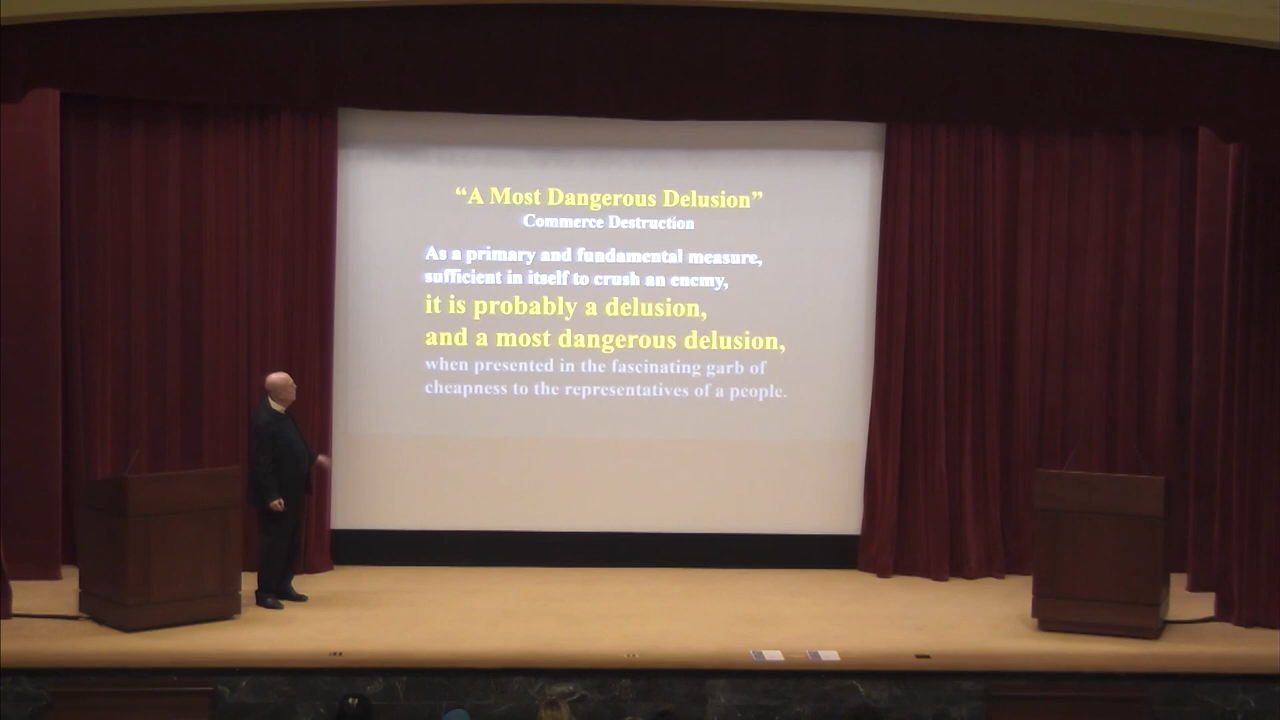 “A Most Dangerous Delusion”
Commerce Destruction
As a primary and fundamental measure,
sufficient in itself to crush an enemy,
it is probably a delusion,
and a most dangerous delusion,
when presented in the fascinating garb of
cheapness to the representatives of a people.